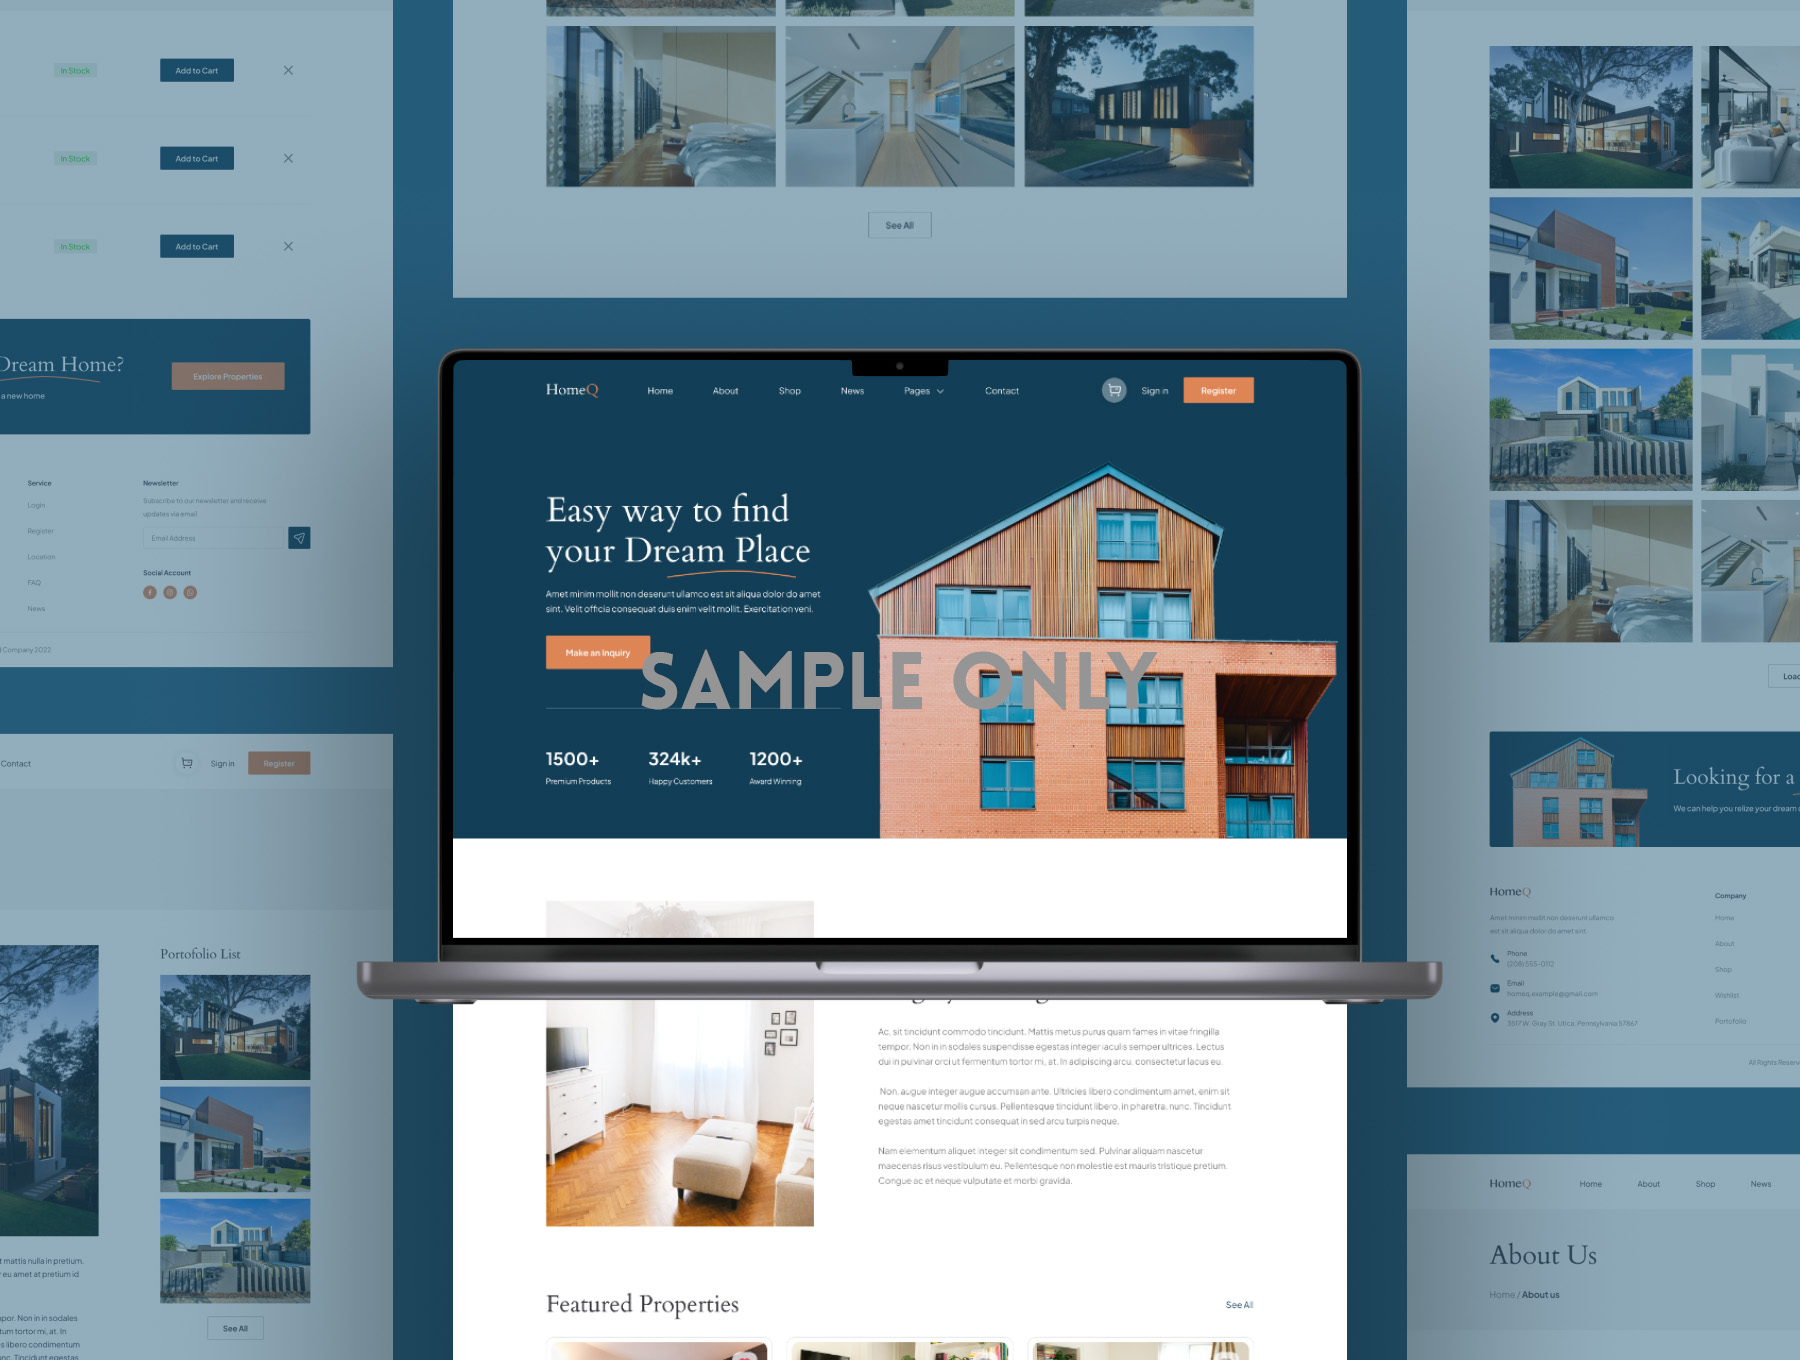 In Stock
Add to Cart
In Stock
Add to Cart
In Stock
Add to Cart
Dream Home?
a new home
Explore Properties
Service
Login
Register
Location
FAQ
News
Newsletter
Subscribe to our newsletter and receive
updates via email
Email Address
Social Account
Company 2022
Contact
Sign in
Register
Portofolio List
t mattis nulla in pretium.
r eu amet at pretium id
por. Non in in sodales
tum tortor mi, at. In
s libero condimentum
nc. Tincidunt egestas
See All
See All
HomeQ
Home
About
Shop
News
Pages
Contact
Sign in
Register
Easy way to find
your Dream Place
Amet minim mollit non deserunt ullamco est sit aliqua dolor do amet
sint. Velit officia consequat duis enim velit mollit. Exercitation veni.
Make an Inquiry
SAMPLE ONLY
1500+
Premium Products
324k+
Happy Customers
1200+
Award Winning
Ac, sit tincidunt commodo tincidunt. Mattis metus purus quam fames in vitae fringilla
tempor. Non in in sodales suspendisse egestas integer iaculis semper ultrices. Lectus
dui in pulvinar orci ut fermentum tortor mi, at. In adipiscing arcu, consectetur lacus eu.
Non, augue integer augue accumsan ante. Ultricies libero condimentum amet, enim sit
neque nascetur mollis cursus. Pellentesque tincidunt libero, in pharetra, nunc. Tincidunt
egestas amet tincidunt consequat in sed arcu turpis neque.
Nam elementum aliquet integer sit condimentum sed. Pulvinar aliquam nascetur
maecenas risus vestibulum eu. Pellentesque non molestie est mauris tristique pretium.
Congue ac et neque vulputate et morbi gravida.
Featured Properties
See All
Loa
Looking for a
We can help you relize your dream
HomeQ
Amet minim mollit non deserunt ullamco
est sit aliqua dolor do amet sint.
Phone
(209) 555-0112
Email
homeq.example@gmail.com
Address
3517 W. Gray St. Utica, Pennsylvania 57867
Company
Home
About
Shop
Wishlist
Portofolio
All Rights Reserv
HomeQ
Home
About
Shop
News
About Us
Home / About us